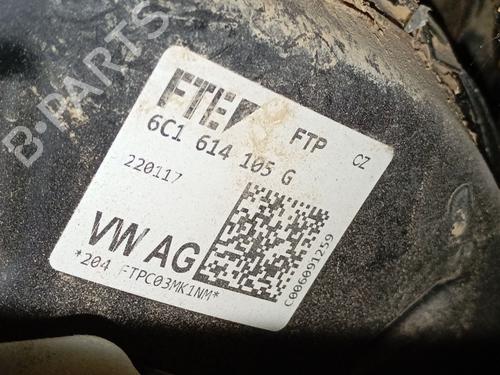 B-PARTS
FTE
FTP
CZ
6C1 614 105 G
220117
VW AG
*204 FTPC03MK1NM*
C006091259